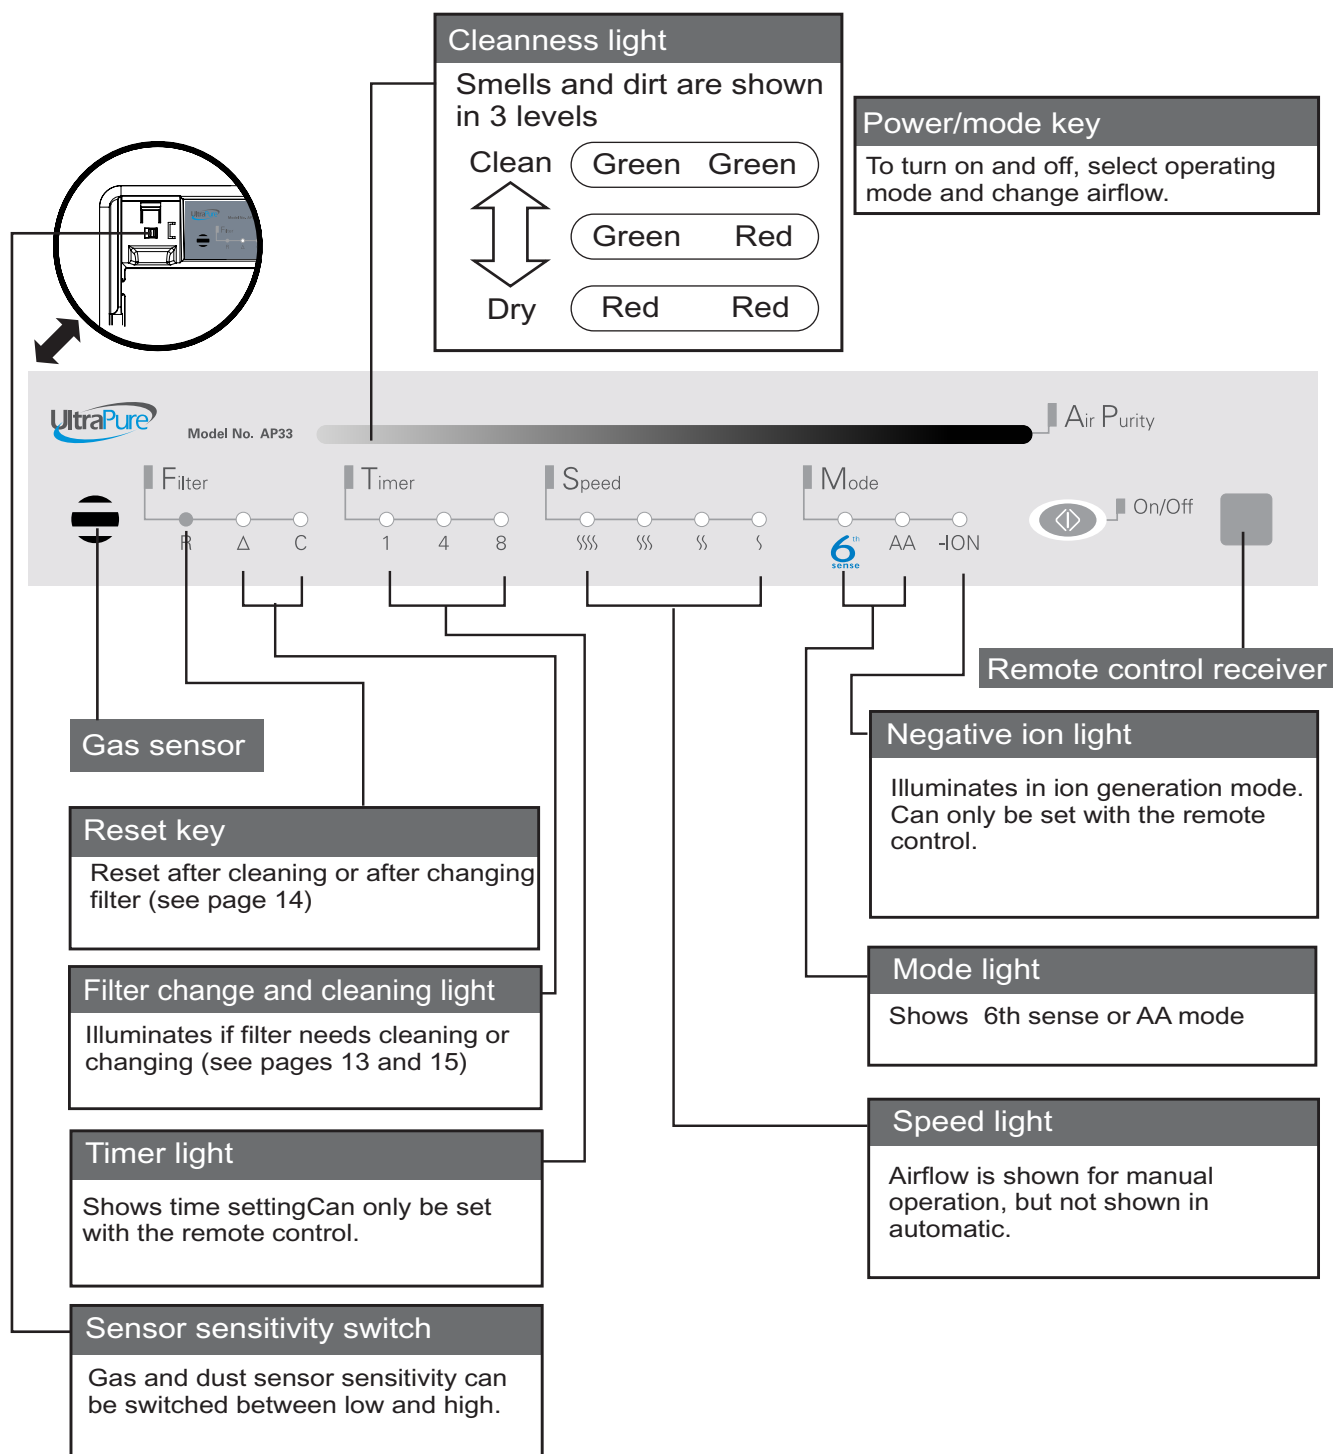 Cleanness light
Smells and dirt are shown
in 3 levels
Clean
Green Green
Green Red
Dry
Red Red
Power/mode key
To turn on and off, select operating
mode and change airflow.
UltraPure
Model No. AP33
Air Purity
Filter
Timer
Speed
Mode
On/Off
R Δ C
1 4 8
6th sense
AA
-ION
Remote control receiver
Gas sensor
Negative ion light
Illuminates in ion generation mode.
Can only be set with the remote
control.
Reset key
Reset after cleaning or after changing
filter (see page 14)
Mode light
Shows 6th sense or AA mode
Filter change and cleaning light
Illuminates if filter needs cleaning or
changing (see pages 13 and 15)
Speed light
Airflow is shown for manual
operation, but not shown in
automatic.
Timer light
Shows time settingCan only be set
with the remote control.
Sensor sensitivity switch
Gas and dust sensor sensitivity can
be switched between low and high.